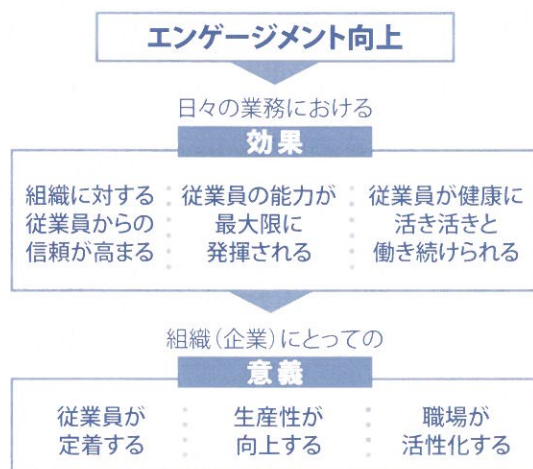 エンゲージメント向上
日々の業務における
効果
組織に対する
従業員からの
信頼が高まる
従業員の能力が
最大限に
発揮される
従業員が健康に
活き活きと
働き続けられる
組織(企業)にとっての
意義
従業員が
定着する
生産性が
向上する
職場が
活性化する